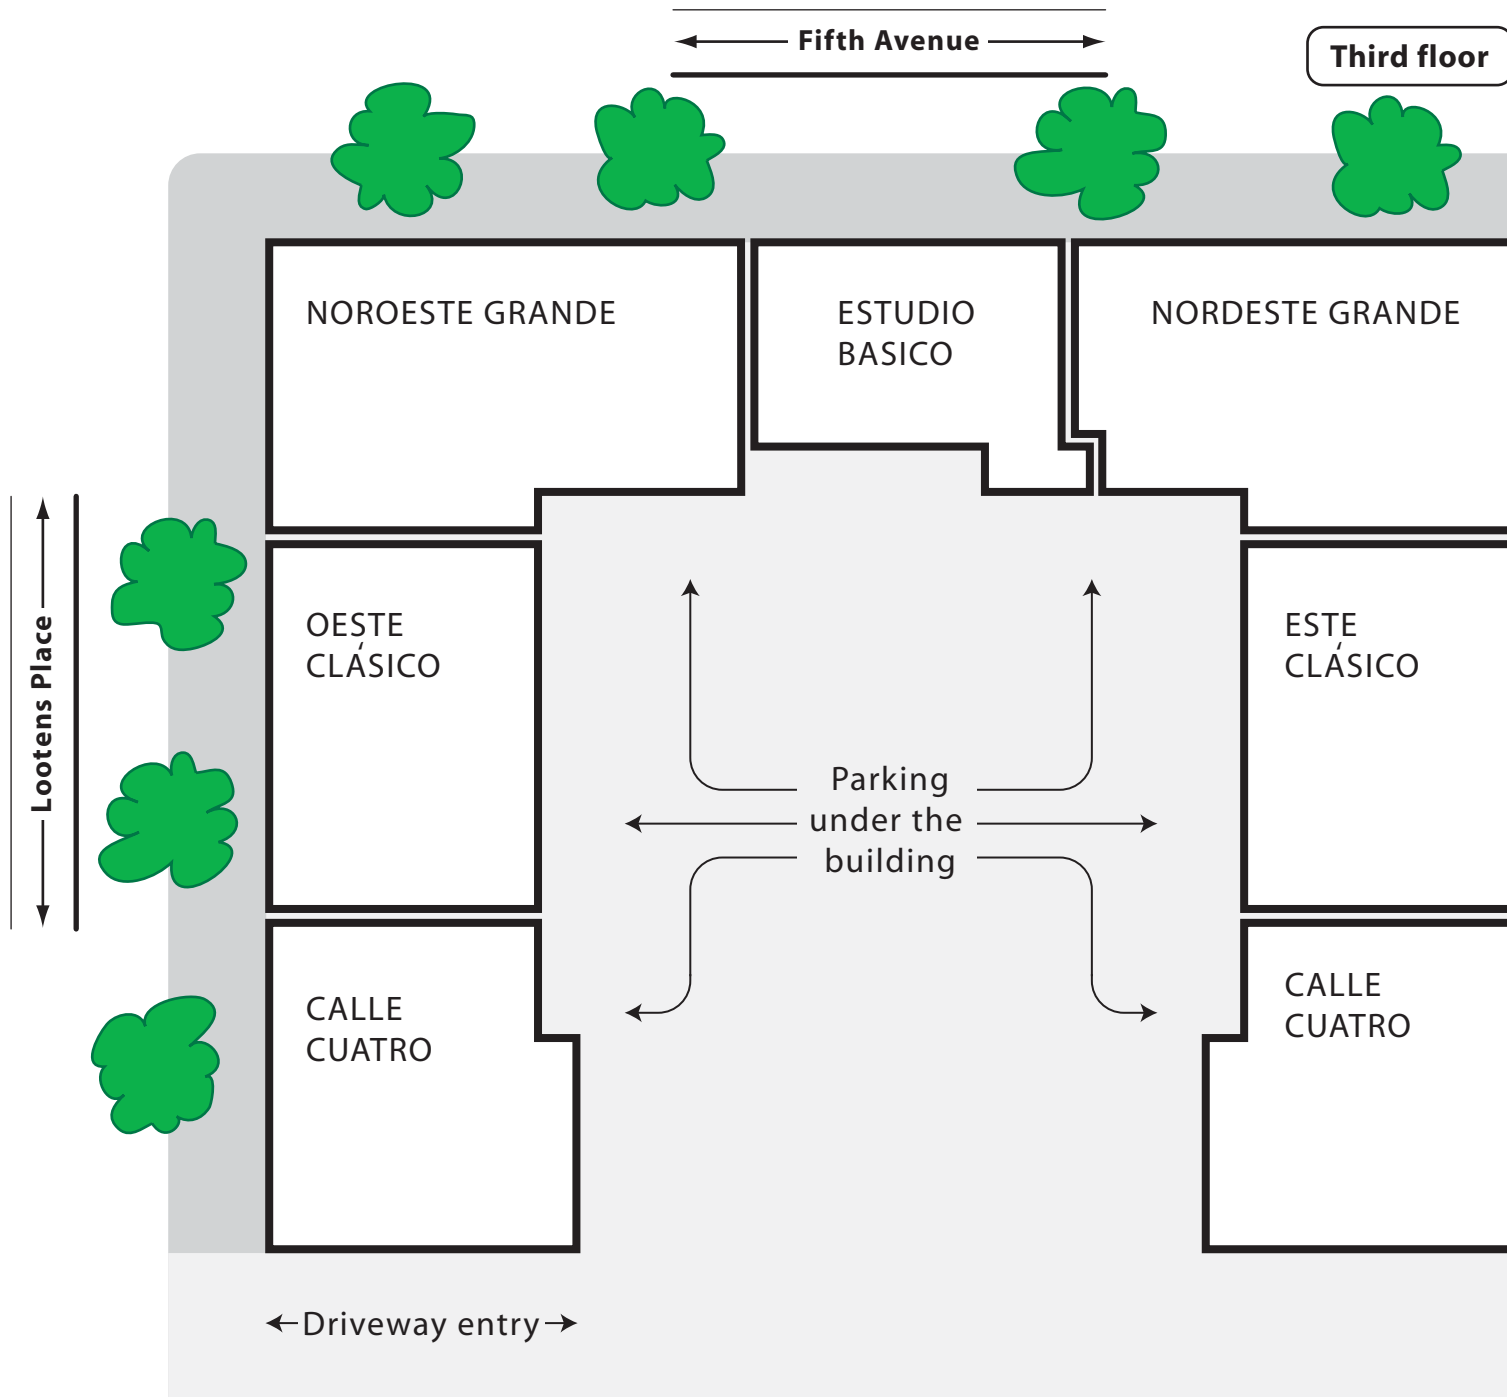 Fifth Avenue
Third floor
NOROESTE GRANDE
ESTUDIO
BASICO
NORDESTE GRANDE
Lootens Place
OESTE
CLÁSICO
ESTE
CLÁSICO
Parking
under the
building
CALLE
CUATRO
CALLE
CUATRO
Driveway entry